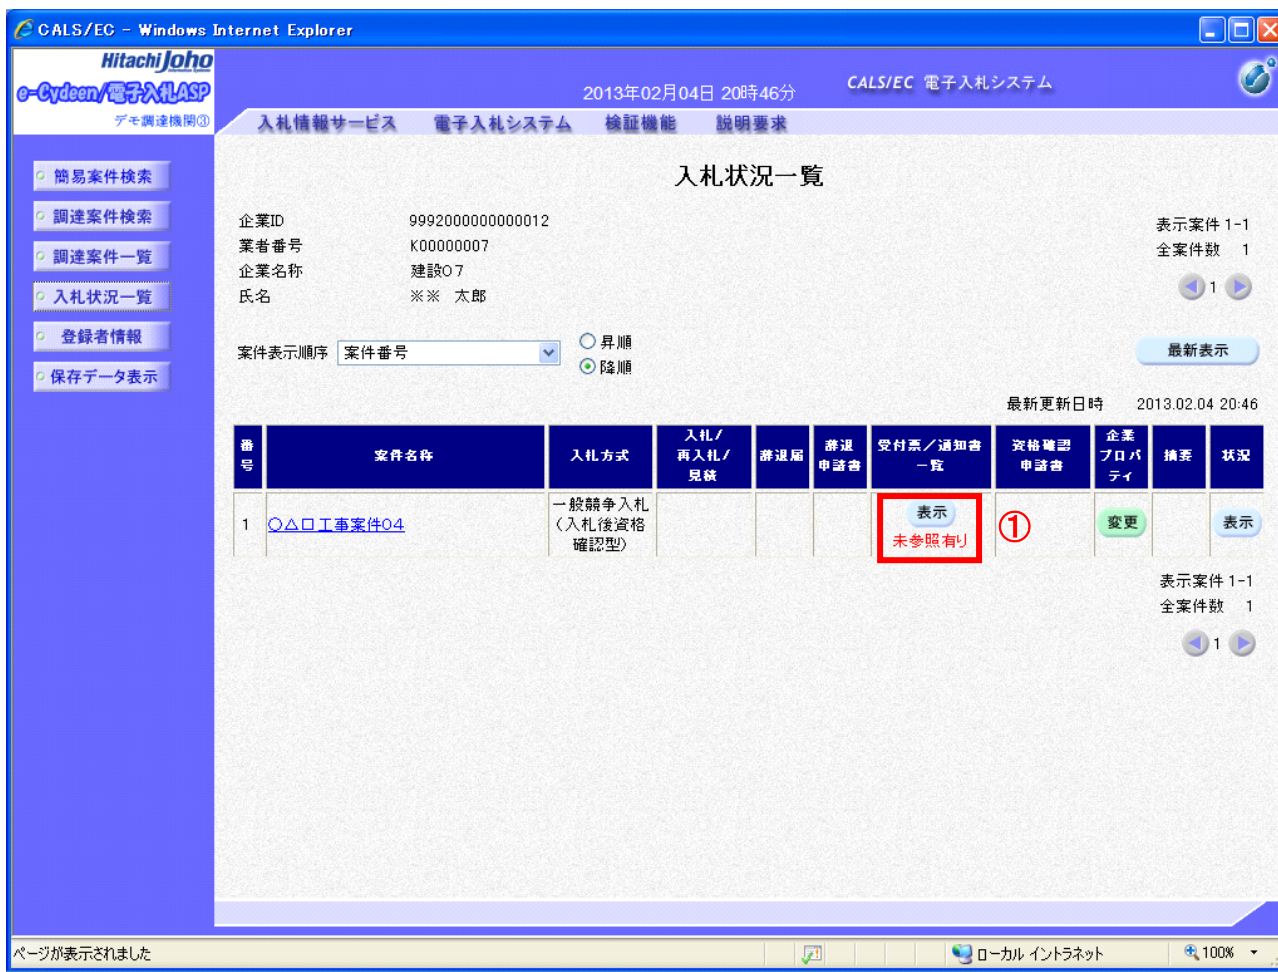 CALS/EC - Windows Internet Explorer
Hitachi Joho
e-Cydeen/電子入札ASP
デモ調達機関③
2013年02月04日 20時46分
CALS/EC 電子入札システム
入札情報サービス 電子入札システム 検証機能 説明要求
簡易案件検索
調達案件検索
調達案件一覧
入札状況一覧
登録者情報
保存データ表示
入札状況一覧
企業ID 9992000000000012
業者番号 K00000007
企業名称 建設07
氏名 ※※ 太郎
表示案件 1-1
全案件数 1
1
案件表示順序 案件番号
昇順
降順
最新表示
最新更新日時 2013.02.04 20:46
番号 案件名称 入札方式 入札/再入札/見積 辞退届 辞退申請書 受付票/通知書一覧 資格確認申請書 企業プロパティ 摘要 状況
1 ○△□工事案件04 一般競争入札(入札後資格確認型) 表示 未参照有り ① 変更 表示
表示案件 1-1
全案件数 1
1
ページが表示されました
ローカル イントラネット
100%